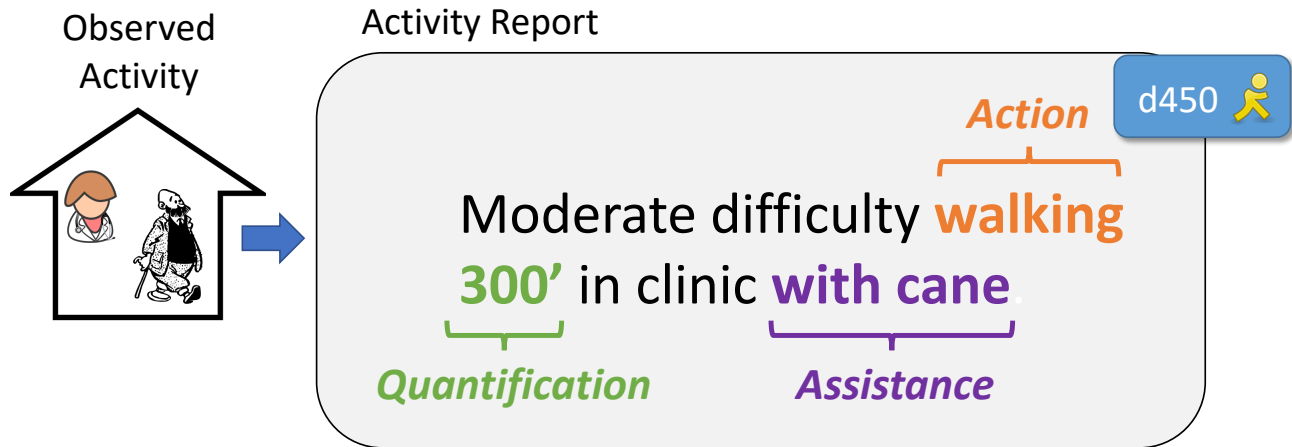 Observed
Activity
Activity Report
d450
Action
Moderate difficulty walking
300’ in clinic with cane.
Quantification
Assistance